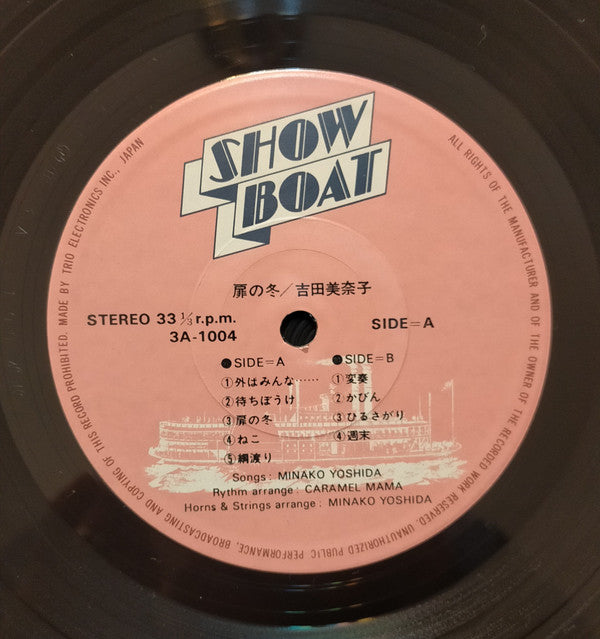 SHOW
BOAT
扉の冬／吉田美奈子
STEREO 33 ⅓ r.p.m.
3A-1004
SIDE=A
●SIDE=A
①外はみんな……
②待ちぼうけ
③扉の冬
④ねこ
⑤綱渡り
●SIDE=B
①変奏
②かびん
③ひるさがり
④週末
Songs: MINAKO YOSHIDA
Rythm arrange: CARAMEL MAMA
Horns & Strings arrange: MINAKO YOSHIDA
ALL RIGHTS OF THE MANUFACTURER AND OF THE OWNER OF THE RECORDED WORK RESERVED. UNAUTHORIZED PUBLIC PERFORMANCE, BROADCASTING AND COPYING OF THIS RECORD PROHIBITED. MADE BY TRIO ELECTRONICS INC., JAPAN